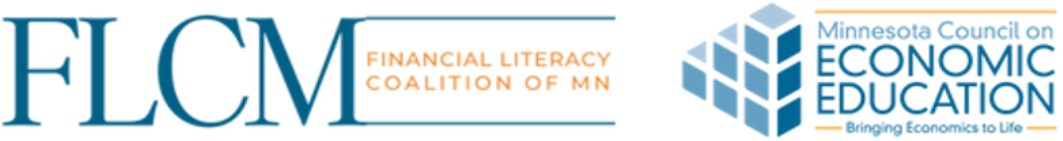 FLCM
FINANCIAL LITERACY
COALITION OF MN
Minnesota Council on
ECONOMIC
EDUCATION
Bringing Economics to Life